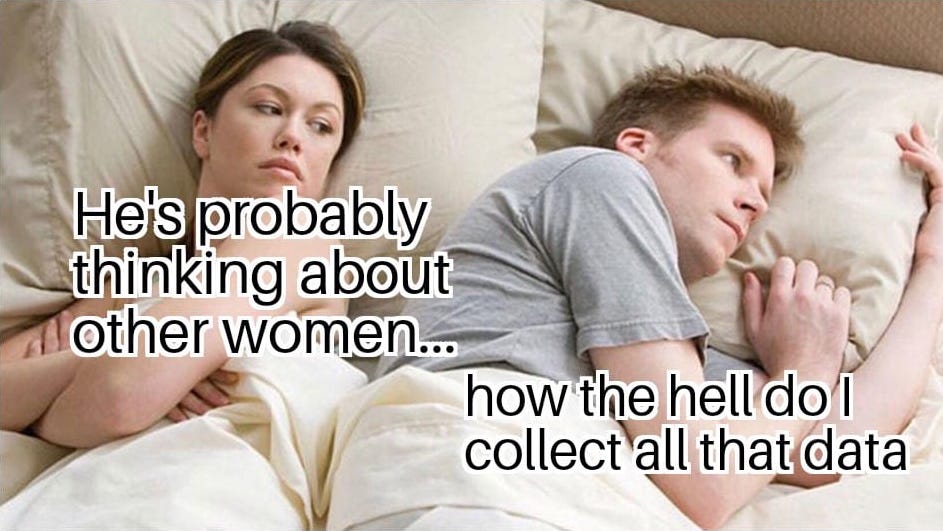 He's probably
thinking about
other women...
how the hell do I
collect all that data